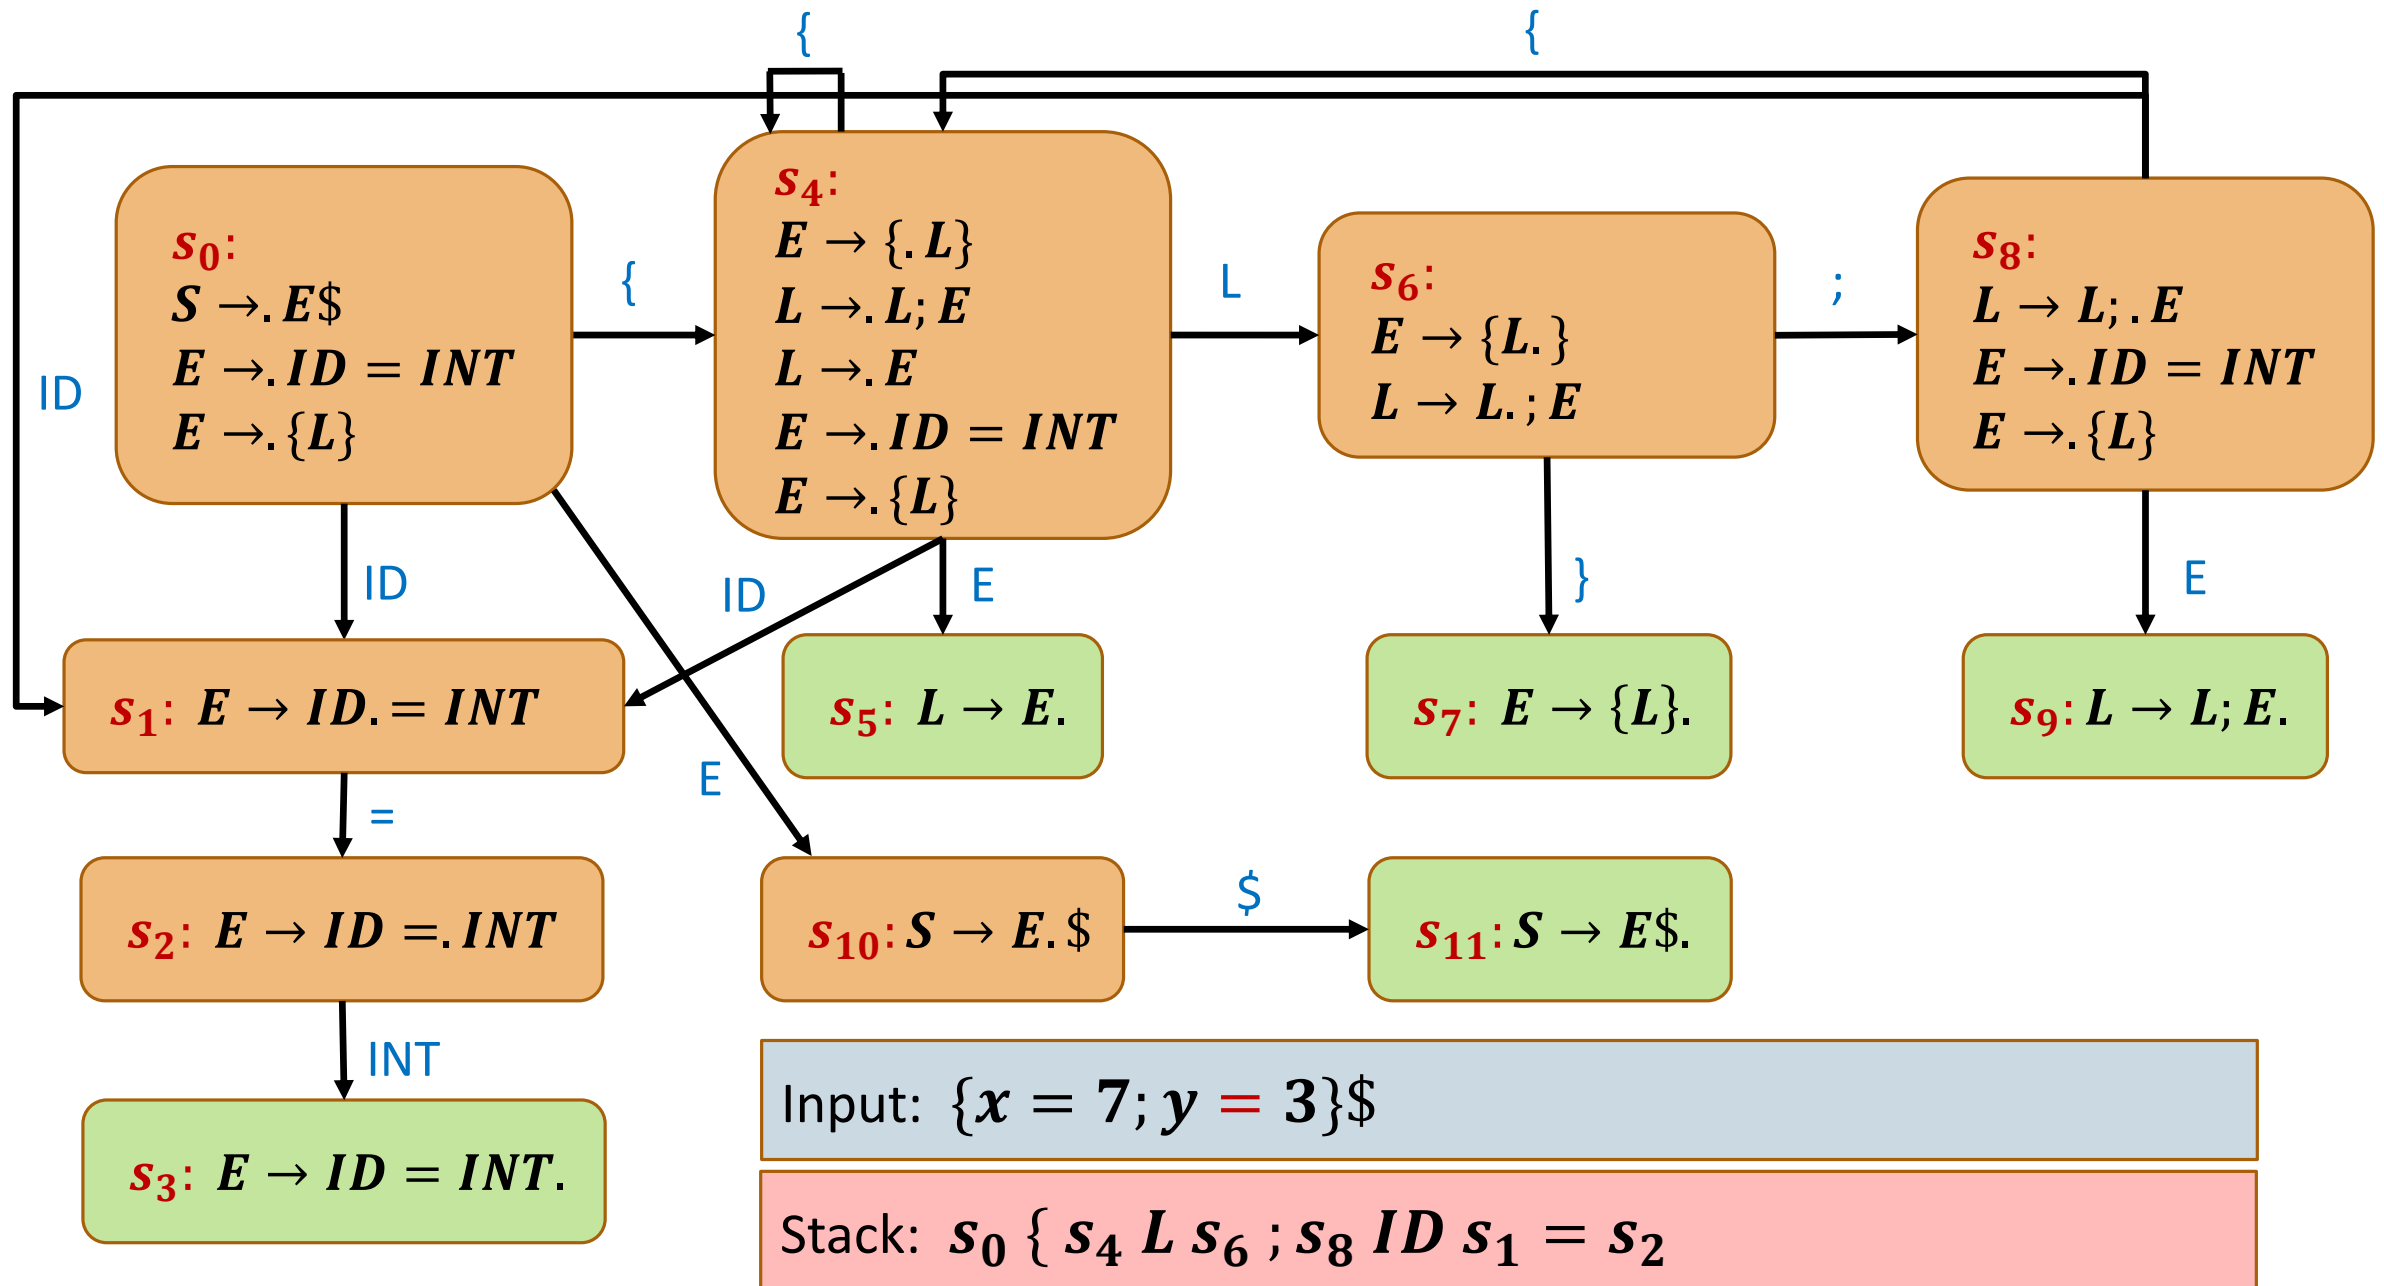 {
{
s₀:
S →. E$
E →. ID = INT
E →. {L}
{
s₄:
E → {. L}
L →. L; E
L →. E
E →. ID = INT
E →. {L}
L
s₆:
E → {L. }
L → L. ; E
;
s₈:
L → L; . E
E →. ID = INT
E →. {L}
ID
ID
ID
E
}
E
s₁: E → ID. = INT
s₅: L → E.
s₇: E → {L}.
s₉: L → L; E.
=
E
s₂: E → ID =. INT
s₁₀: S → E. $
$
s₁₁: S → E$.
INT
s₃: E → ID = INT.
Input: {x = 7; y = 3}$
Stack: s₀ { s₄ L s₆ ; s₈ ID s₁ = s₂